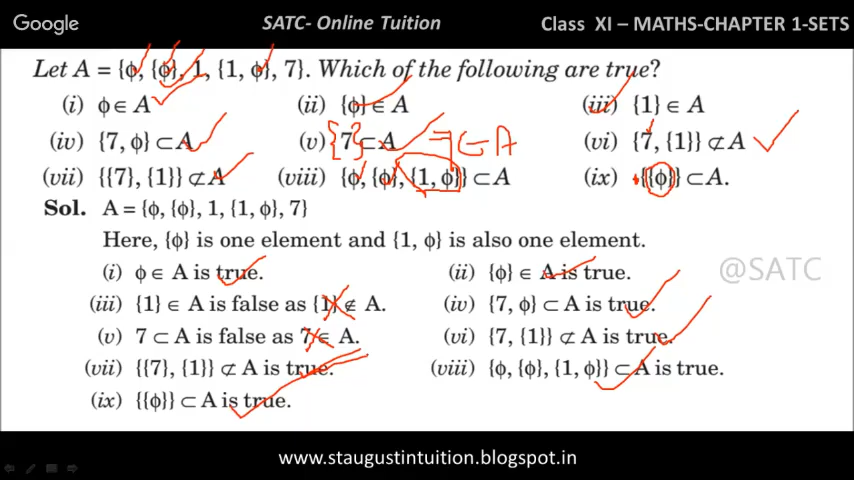 Google SATC- Online Tuition Class XI – MATHS-CHAPTER 1-SETS
Let A = {ϕ, {ϕ}, 1, {1, ϕ}, 7}. Which of the following are true?
(i) ϕ ∈ A (ii) {ϕ} ∈ A (iii) {1} ∈ A
(iv) {7, ϕ} ⊂ A (v) {7} ⊂ A ∈ A (vi) {7, {1}} ⊄ A
(vii) {{7}, {1}} ⊄ A (viii) {ϕ, {ϕ}, {1, ϕ}} ⊂ A (ix) {{ϕ}} ⊂ A.
Sol. A = {ϕ, {ϕ}, 1, {1, ϕ}, 7}
Here, {ϕ} is one element and {1, ϕ} is also one element.
@SATC
(i) ϕ ∈ A is true. (ii) {ϕ} ∈ A is true.
(iii) {1} ∈ A is false as {1} ∉ A. (iv) {7, ϕ} ⊂ A is true.
(v) 7 ⊂ A is false as 7 ∈ A. (vi) {7, {1}} ⊄ A is true.
(vii) {{7}, {1}} ⊄ A is true. (viii) {ϕ, {ϕ}, {1, ϕ}} ⊂ A is true.
(ix) {{ϕ}} ⊂ A is true.
www.staugustintuition.blogspot.in